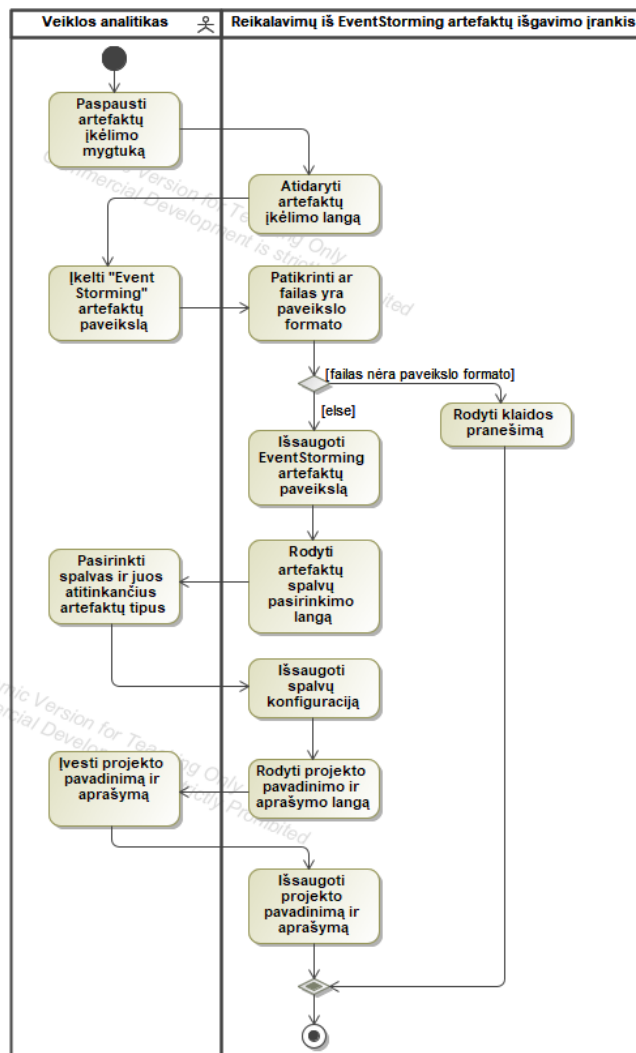 Veiklos analitikas
Reikalavimų iš EventStorming artefaktų išgavimo įrankis
Paspausti
artefaktų
įkėlimo
mygtuką
Atidaryti
artefaktų
įkėlimo langą
Įkelti "Event
Storming"
artefaktų
paveikslą
Patikrinti ar
failas yra
paveikslo
formato
[failas nėra paveikslo formato]
[else]
Rodyti klaidos
pranešimą
Išsaugoti
EventStorming
artefaktų
paveikslą
Rodyti
artefaktų
spalvų
pasirinkimo
langą
Pasirinkti
spalvas ir juos
atitinkančius
artefaktų tipus
Išsaugoti
spalvų
konfiguraciją
Rodyti projekto
pavadinimo ir
aprašymo langą
Įvesti projekto
pavadinimą ir
aprašymą
Išsaugoti
projekto
pavadinimą ir
aprašymą